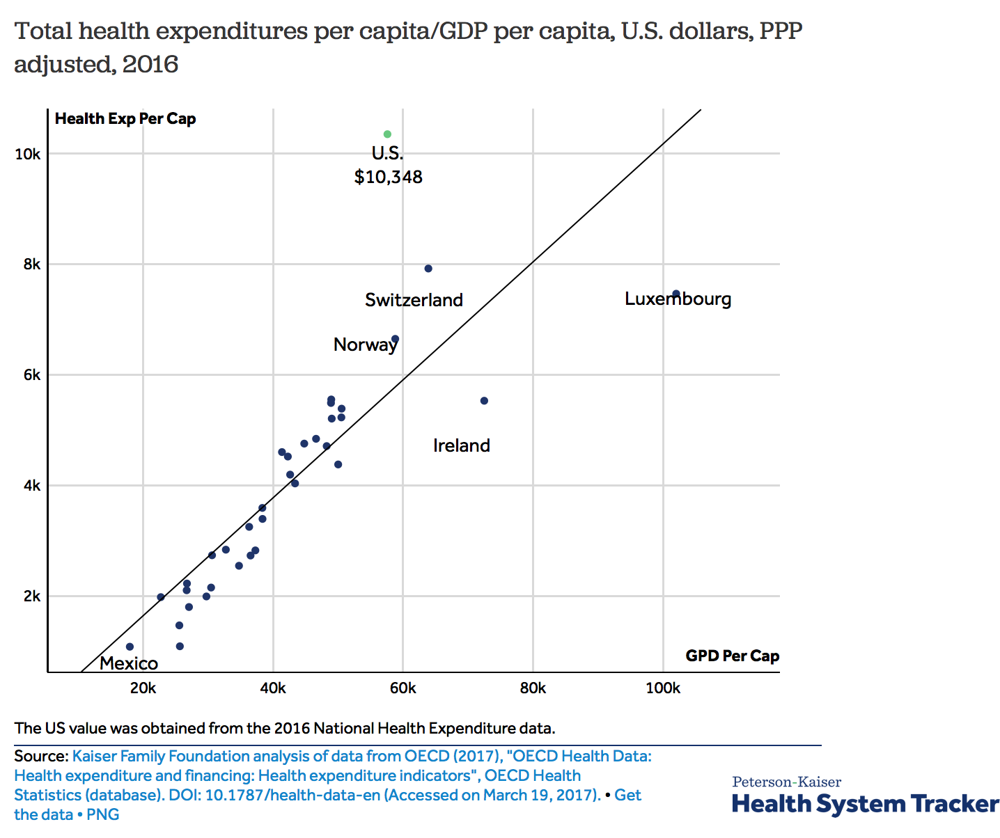 Total health expenditures per capita/GDP per capita, U.S. dollars, PPP
adjusted, 2016
Health Exp Per Cap
10k
U.S.
$10,348
8k
Switzerland
Luxembourg
Norway
6k
Ireland
4k
2k
Mexico
GPD Per Cap
20k 40k 60k 80k 100k
The US value was obtained from the 2016 National Health Expenditure data.
Source: Kaiser Family Foundation analysis of data from OECD (2017), "OECD Health Data:
Health expenditure and financing: Health expenditure indicators", OECD Health
Statistics (database). DOI: 10.1787/health-data-en (Accessed on March 19, 2017). • Get
the data • PNG
Peterson-Kaiser
Health System Tracker